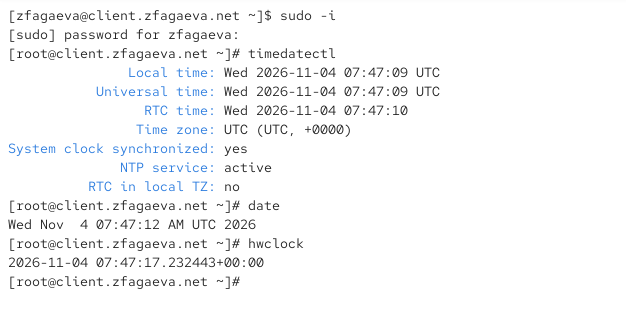 [zfagaeva@client.zfagaeva.net ~]$ sudo -i
[sudo] password for zfagaeva:
[root@client.zfagaeva.net ~]# timedatectl
               Local time: Wed 2026-11-04 07:47:09 UTC
           Universal time: Wed 2026-11-04 07:47:09 UTC
                 RTC time: Wed 2026-11-04 07:47:10
                Time zone: UTC (UTC, +0000)
System clock synchronized: yes
              NTP service: active
          RTC in local TZ: no
[root@client.zfagaeva.net ~]# date
Wed Nov  4 07:47:12 AM UTC 2026
[root@client.zfagaeva.net ~]# hwclock
2026-11-04 07:47:17.232443+00:00
[root@client.zfagaeva.net ~]#